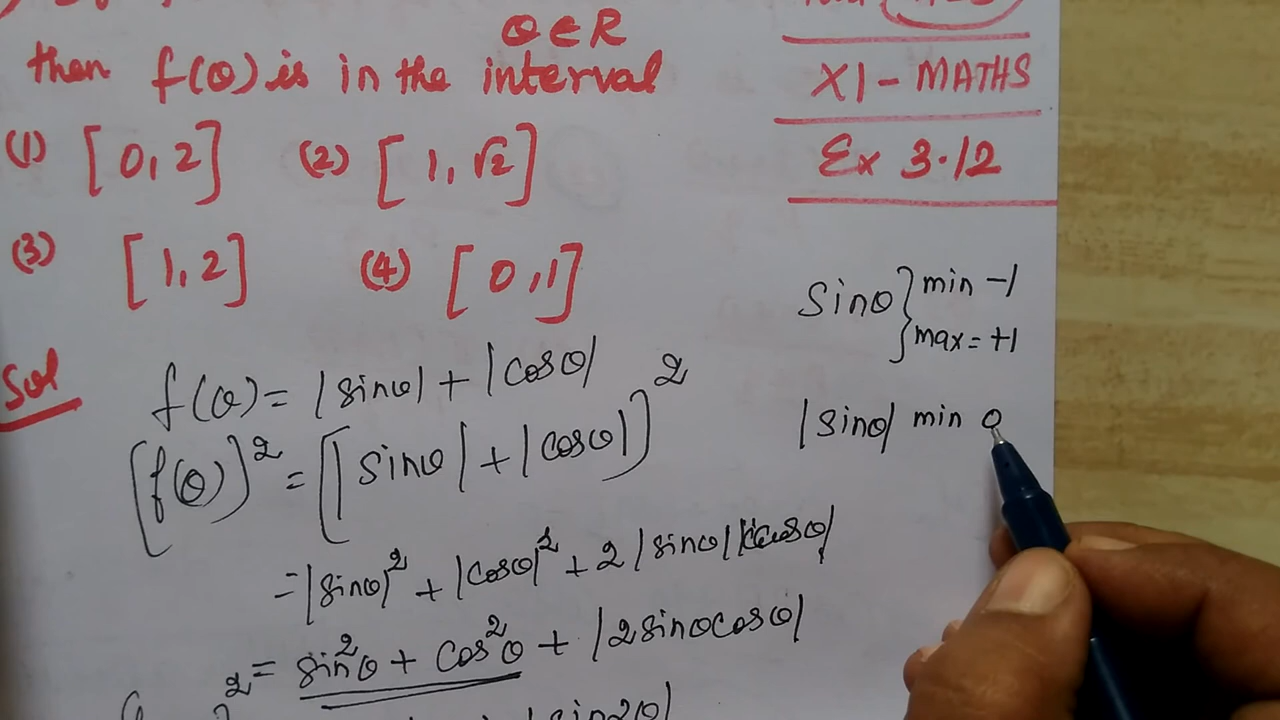 θ ∈ R
then f(θ) is in the interval
(1) [0, 2] (2) [1, √2]
(3) [1, 2] (4) [0, 1]
XI - MATHS
Ex 3.12
Sol
f(θ) = |sinθ| + |cosθ|
[f(θ)]² = [|sinθ| + |cosθ|]²
= |sinθ|² + |cosθ|² + 2|sinθ||cosθ|
² = sin²θ + cos²θ + |2sinθcosθ|
|sin2θ|
Sinθ } min -1
max = +1
|sinθ| min 0